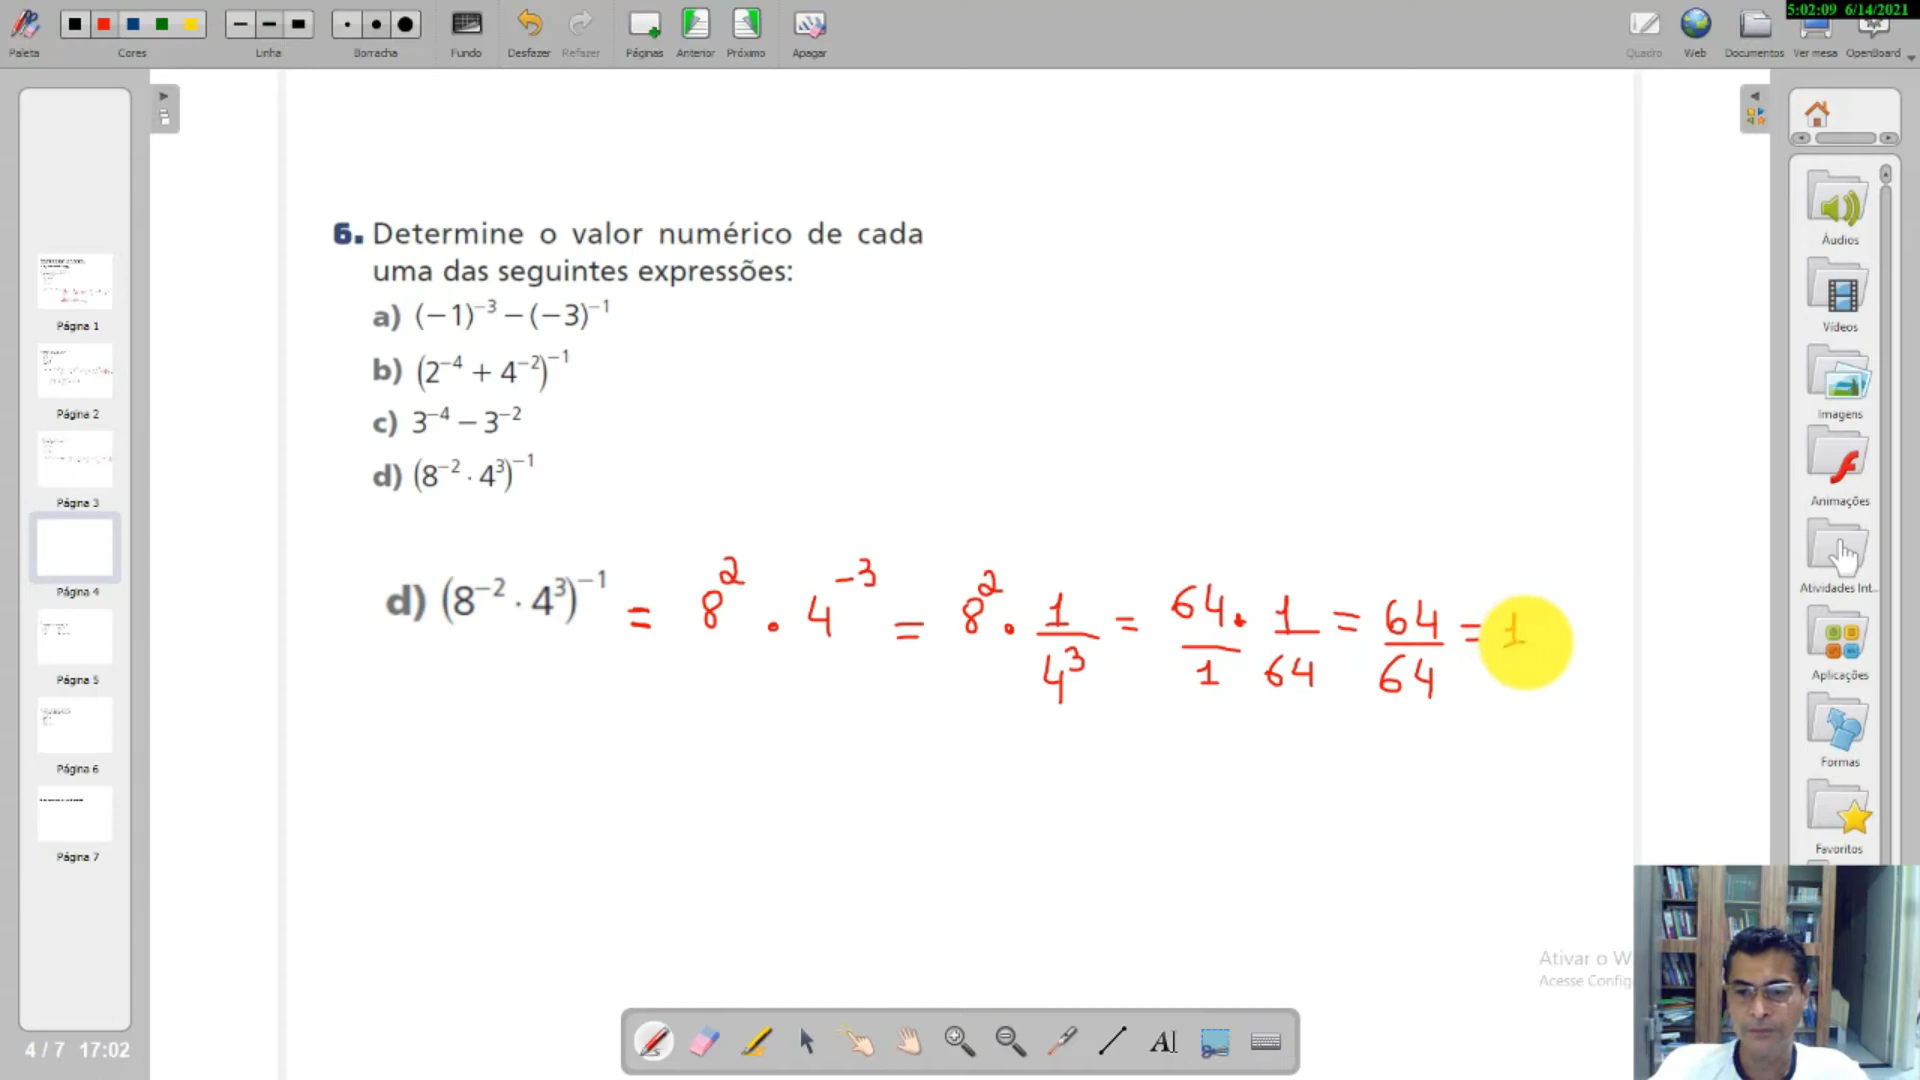 5:02:09 6/14/2021
Paleta Cores Linha Borracha Fundo Desfazer Refazer Páginas Anterior Próximo Apagar Quadro Web Documentos Ver mesa OpenBoard
Página 1
Página 2
Página 3
Página 4
Página 5
Página 6
Página 7
4 / 7 17:02
6. Determine o valor numérico de cada
uma das seguintes expressões:
a) (−1)⁻³ − (−3)⁻¹
b) (2⁻⁴ + 4⁻²)⁻¹
c) 3⁻⁴ − 3⁻²
d) (8⁻² · 4³)⁻¹
d) (8⁻² · 4³)⁻¹ = 8² · 4⁻³ = 8² · 1/4³ = 64/1 · 1/64 = 64/64 = 1
Áudios
Vídeos
Imagens
Animações
Atividades Int...
Aplicações
Formas
Favoritos
Ativar o W
Acesse Config
AI